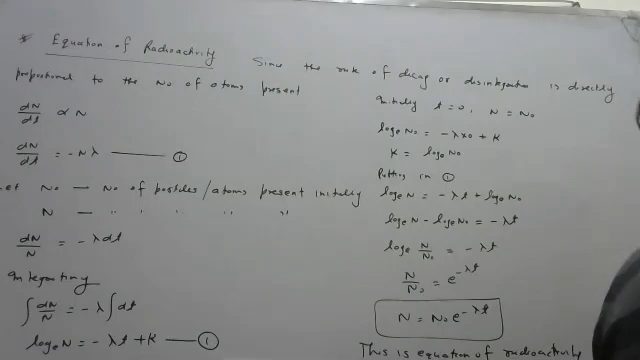 * Equation of Radioactivity
Since the rate of decay or disintegration is directly
proportional to the No of atoms present
dN/dt ∝ N
dN/dt = -Nλ —— ①
Let No — No of particles/atoms present initially
N — " " " " "
dN/N = -λdt
Integrating
∫ dN/N = -λ∫dt
logeN = -λt + K —— ①
Initially t=0, N = N₀
logeN₀ = -λx0 + K
K = logeN₀
Putting in ①
logeN = -λt + logeN₀
logeN - logeN₀ = -λt
loge N/N₀ = -λt
N/N₀ = e^-λt
N = N₀e^-λt
This is equation of radioactivity